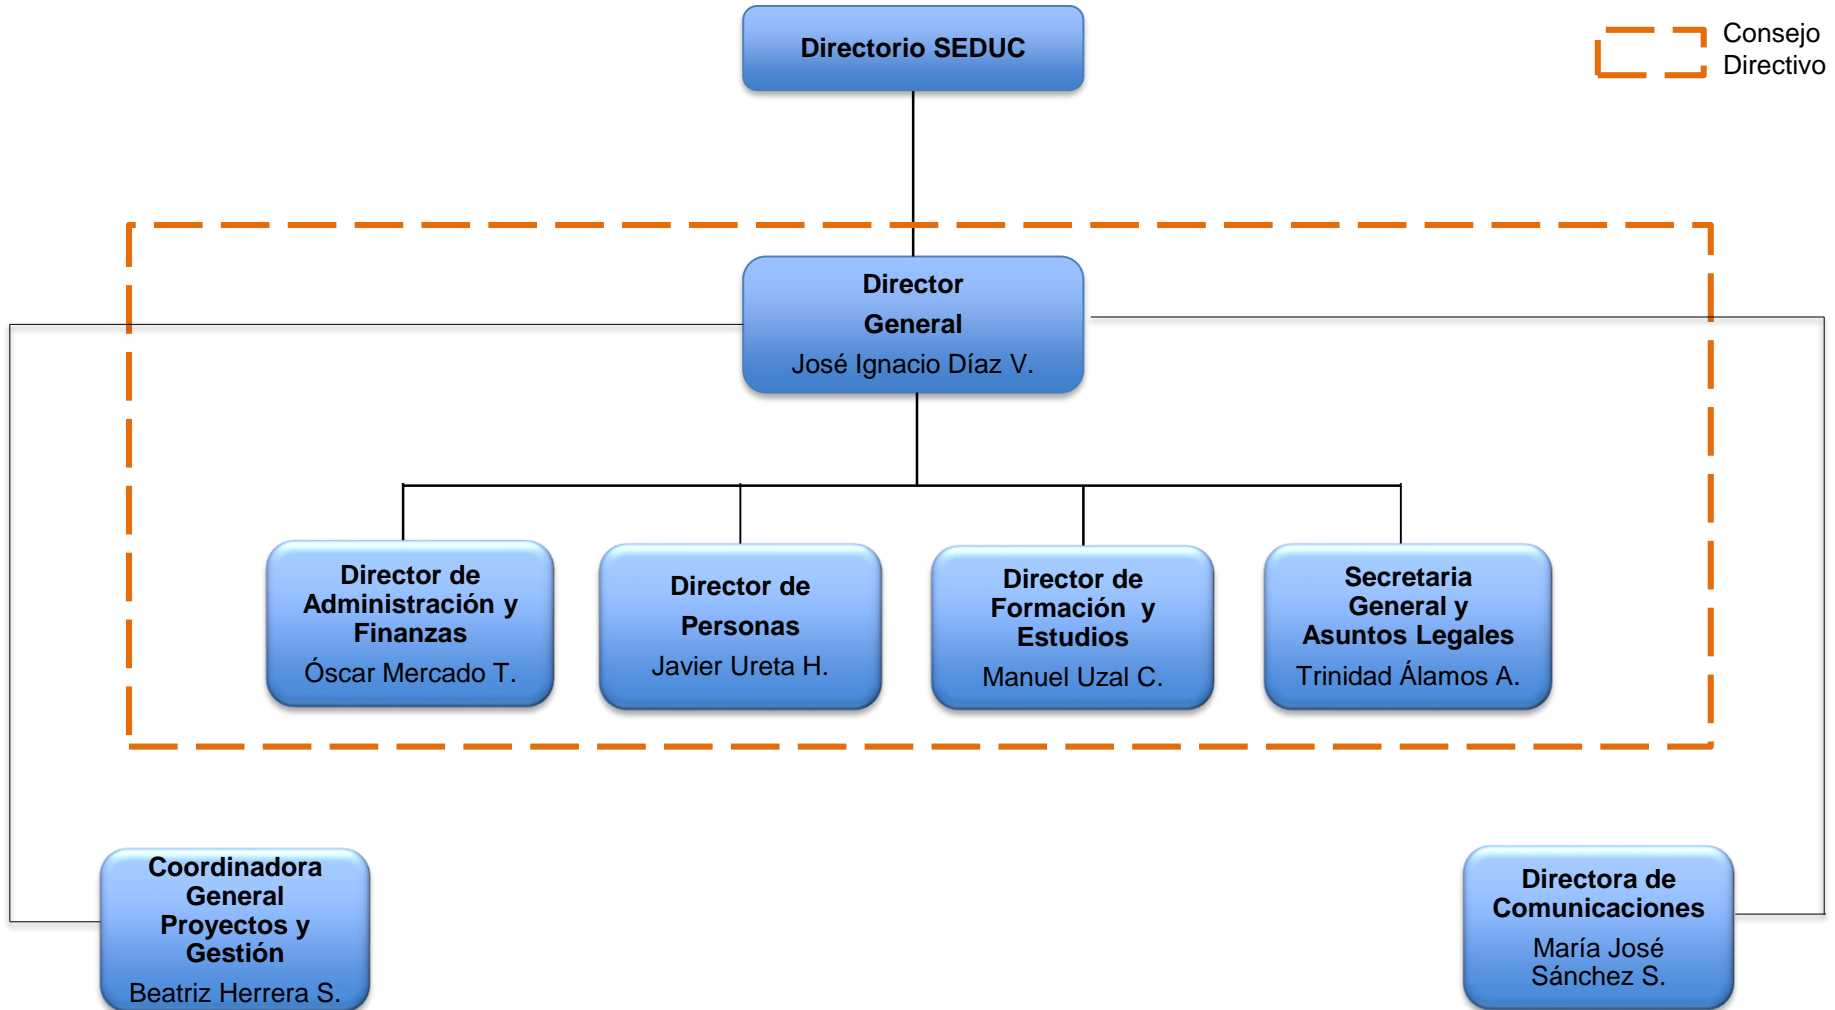 Directorio SEDUC
Consejo
Directivo
Director
General
José Ignacio Díaz V.
Director de
Administración y
Finanzas
Óscar Mercado T.
Director de
Personas
Javier Ureta H.
Director de
Formación y
Estudios
Manuel Uzal C.
Secretaria
General y
Asuntos Legales
Trinidad Álamos A.
Coordinadora
General
Proyectos y
Gestión
Beatriz Herrera S.
Directora de
Comunicaciones
María José
Sánchez S.